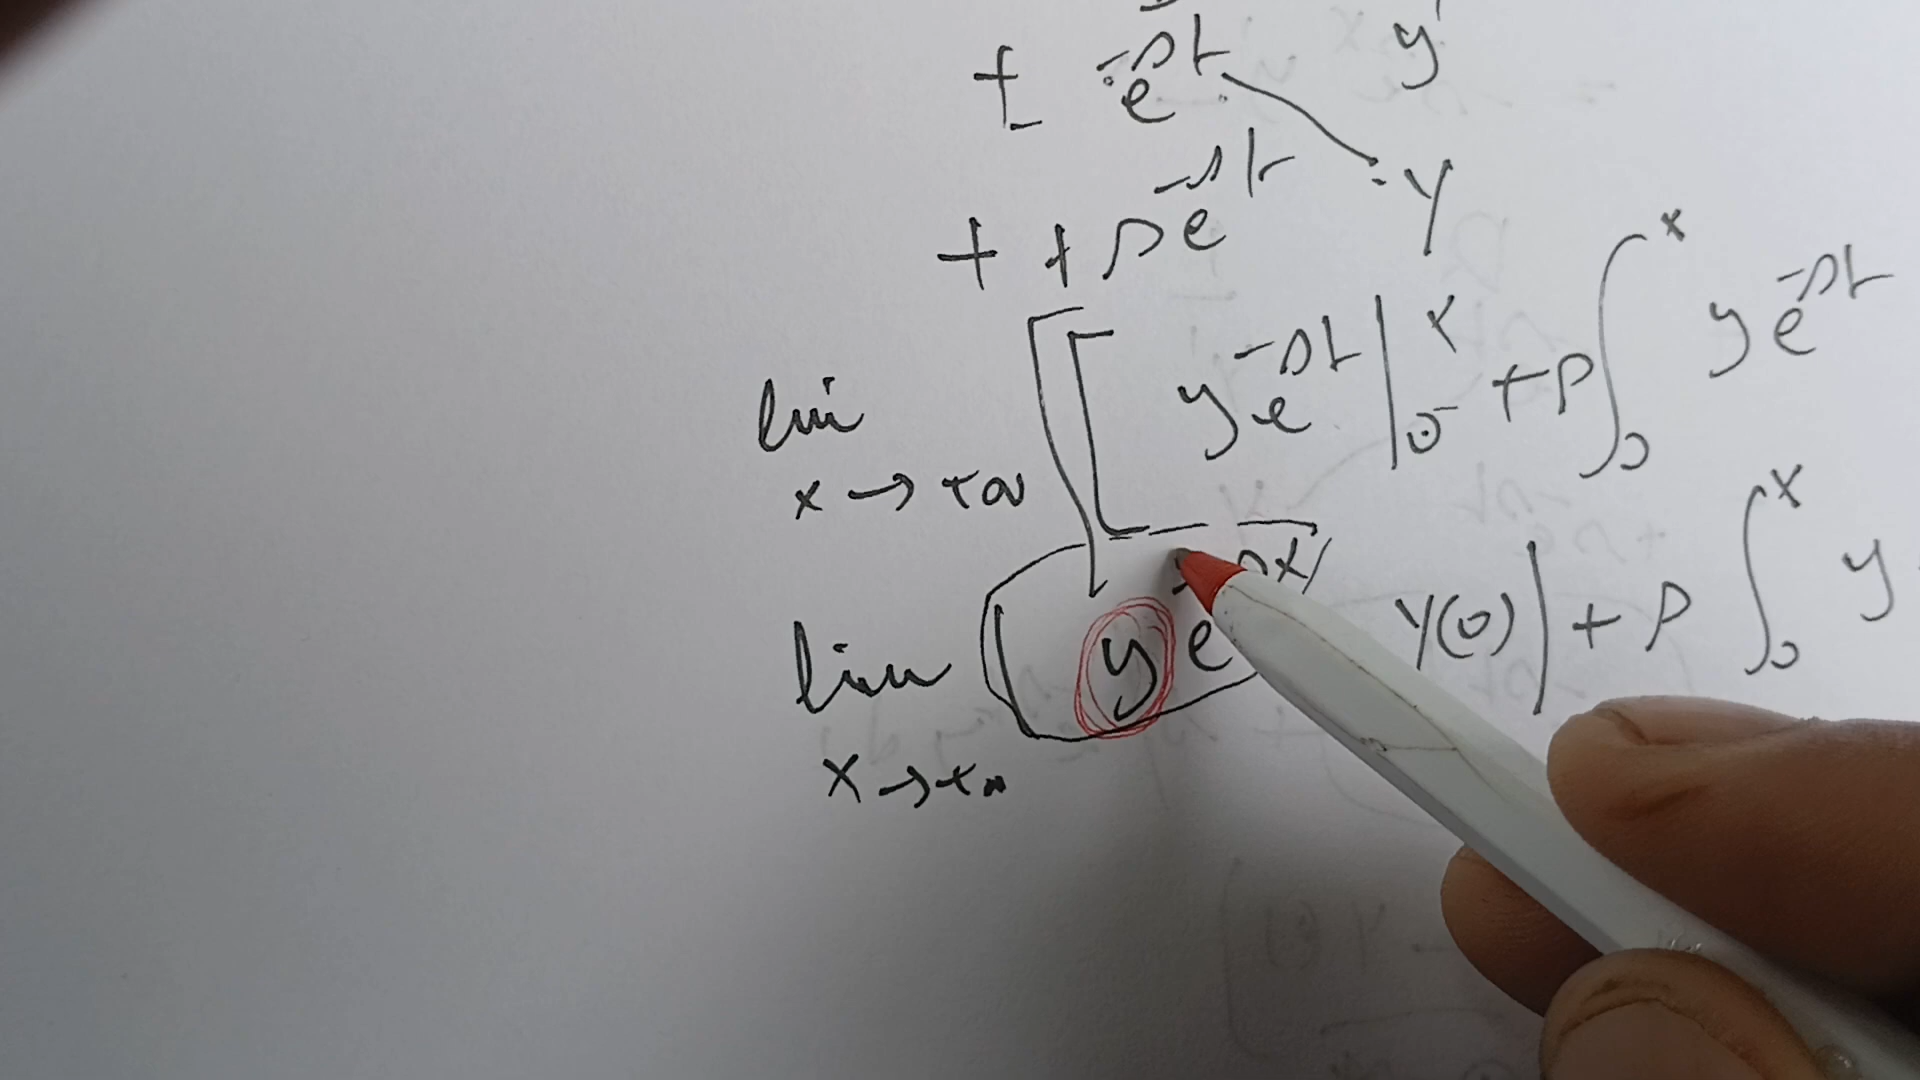 + e^{-st} y'
- + + s e^{-st} y
lim x → +∞ [ y e^{-st} |_0^x + s ∫_0^x y e^{-st}
lim x → +∞ [ y e^{-sx} y(0) | + s ∫_0^x y